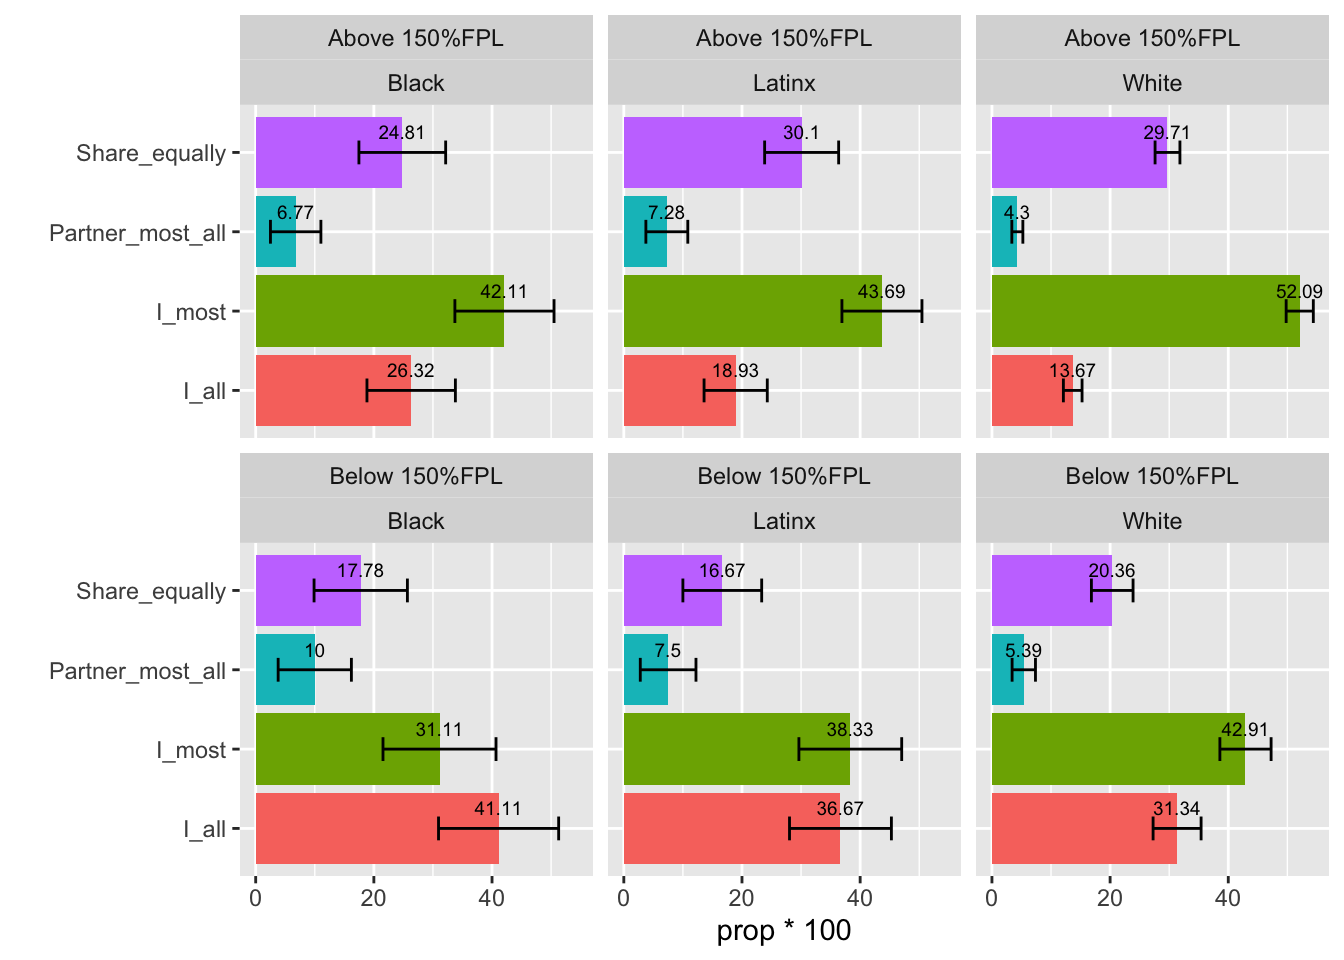 Above 150%FPL Above 150%FPL Above 150%FPL
Black Latinx White
Share_equally 24.81 30.1 29.71
Partner_most_all 6.77 7.28 4.3
I_most 42.11 43.69 52.09
I_all 26.32 18.93 13.67
Below 150%FPL Below 150%FPL Below 150%FPL
Black Latinx White
Share_equally 17.78 16.67 20.36
Partner_most_all 10 7.5 5.39
I_most 31.11 38.33 42.91
I_all 41.11 36.67 31.34
0 20 40 0 20 40 0 20 40
prop * 100